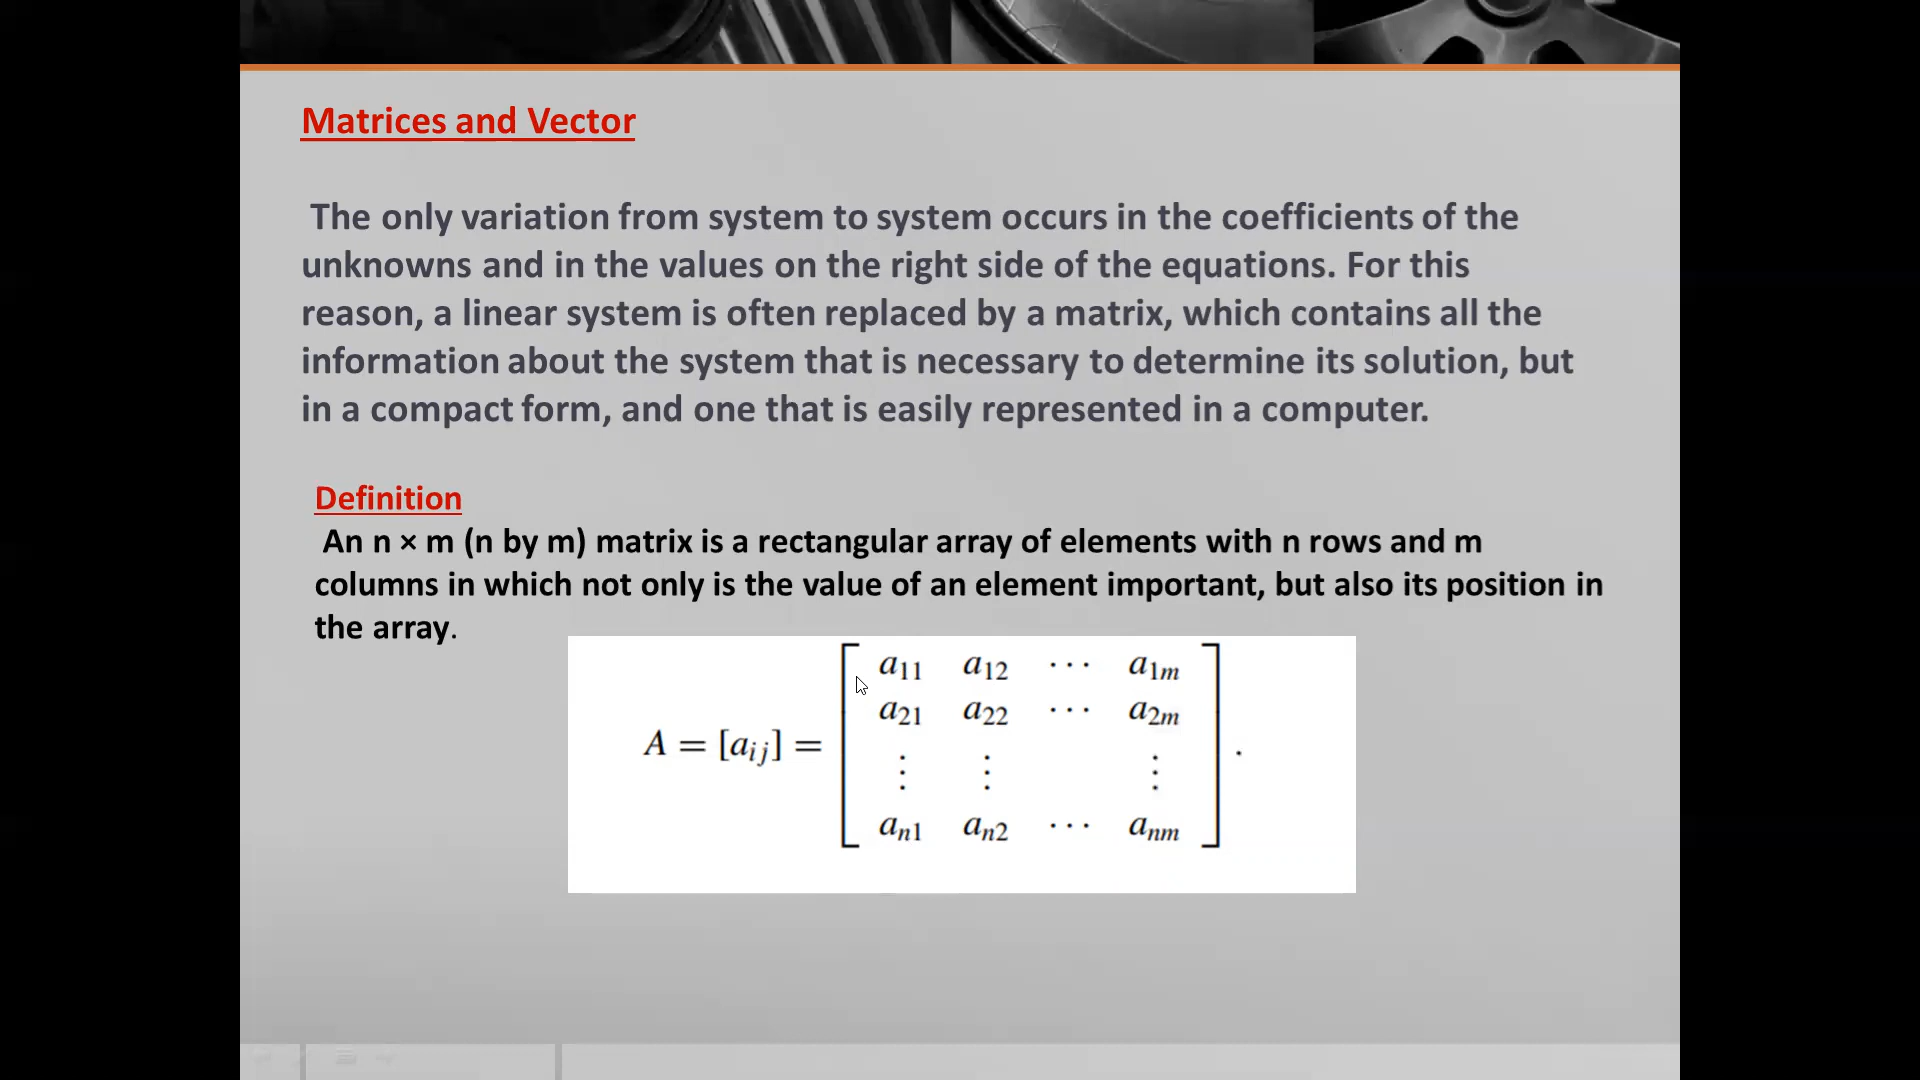 Matrices and Vector
The only variation from system to system occurs in the coefficients of the
unknowns and in the values on the right side of the equations. For this
reason, a linear system is often replaced by a matrix, which contains all the
information about the system that is necessary to determine its solution, but
in a compact form, and one that is easily represented in a computer.
Definition
An n × m (n by m) matrix is a rectangular array of elements with n rows and m
columns in which not only is the value of an element important, but also its position in
the array.
a₁₁ a₁₂ ⋯ a₁ₘ
a₂₁ a₂₂ ⋯ a₂ₘ
A = [aᵢⱼ] = .
⋮ ⋮ ⋮
aₙ₁ aₙ₂ ⋯ aₙₘ